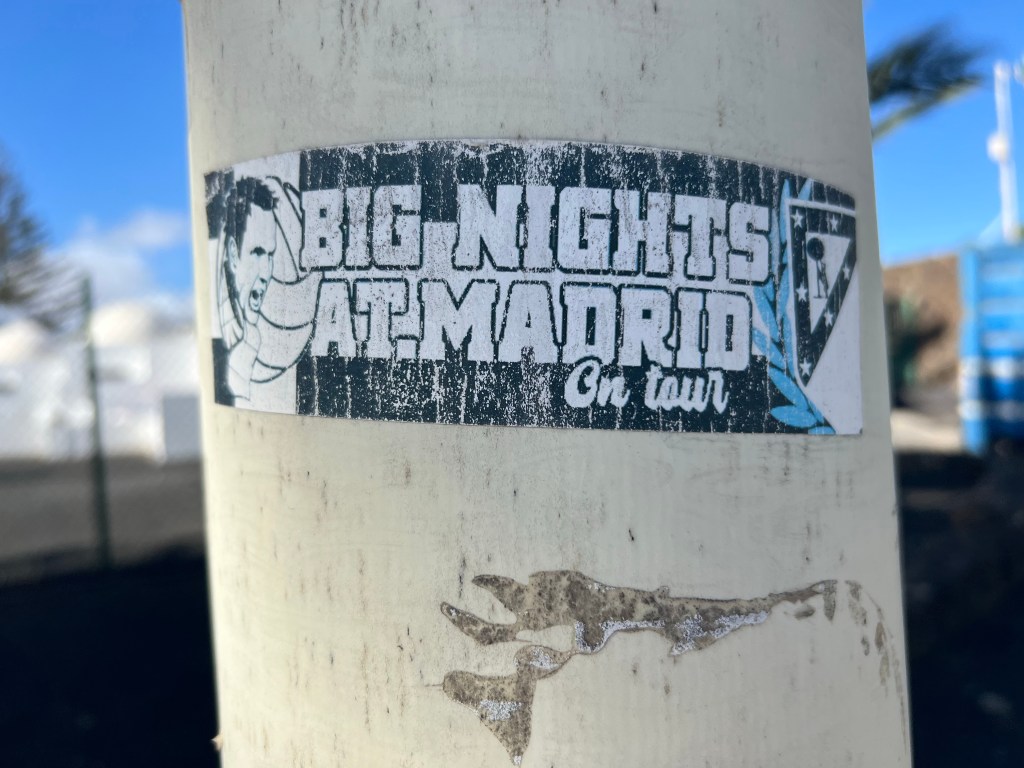 BIG NIGHTS
AT MADRID
On tour